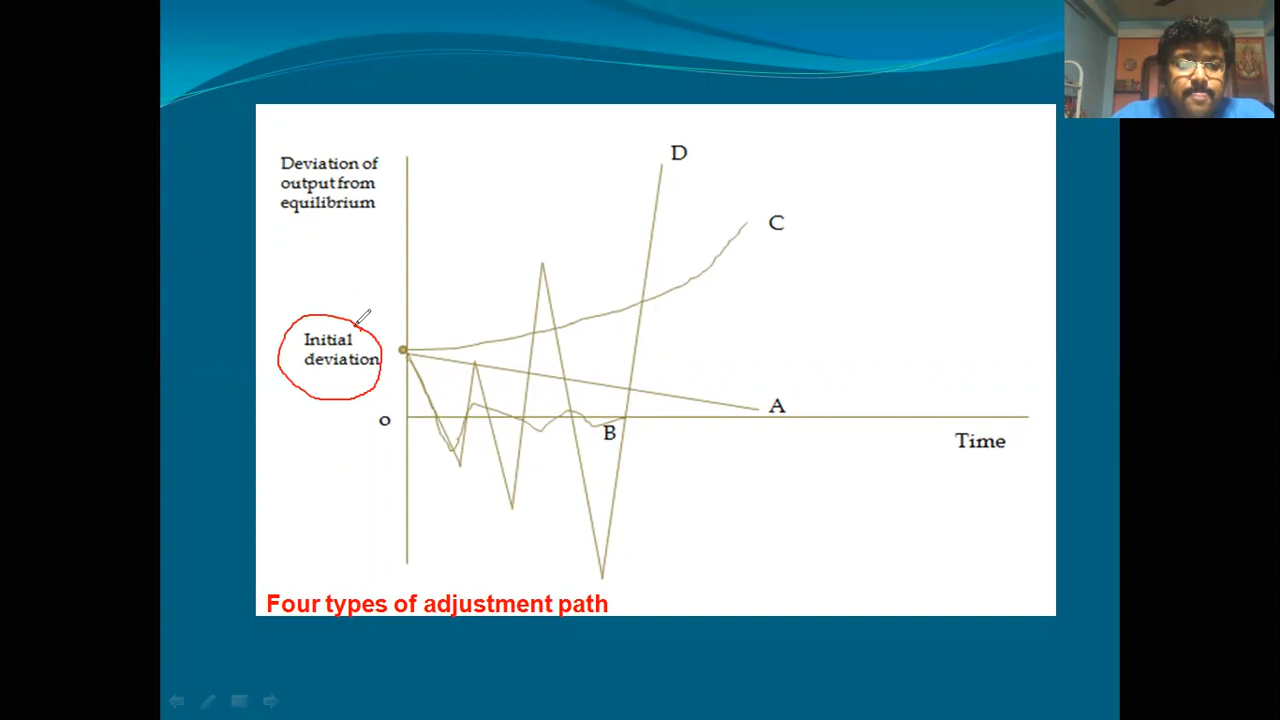 D
Deviation of
output from
equilibrium
C
Initial
deviation
A
o
B
Time
Four types of adjustment path